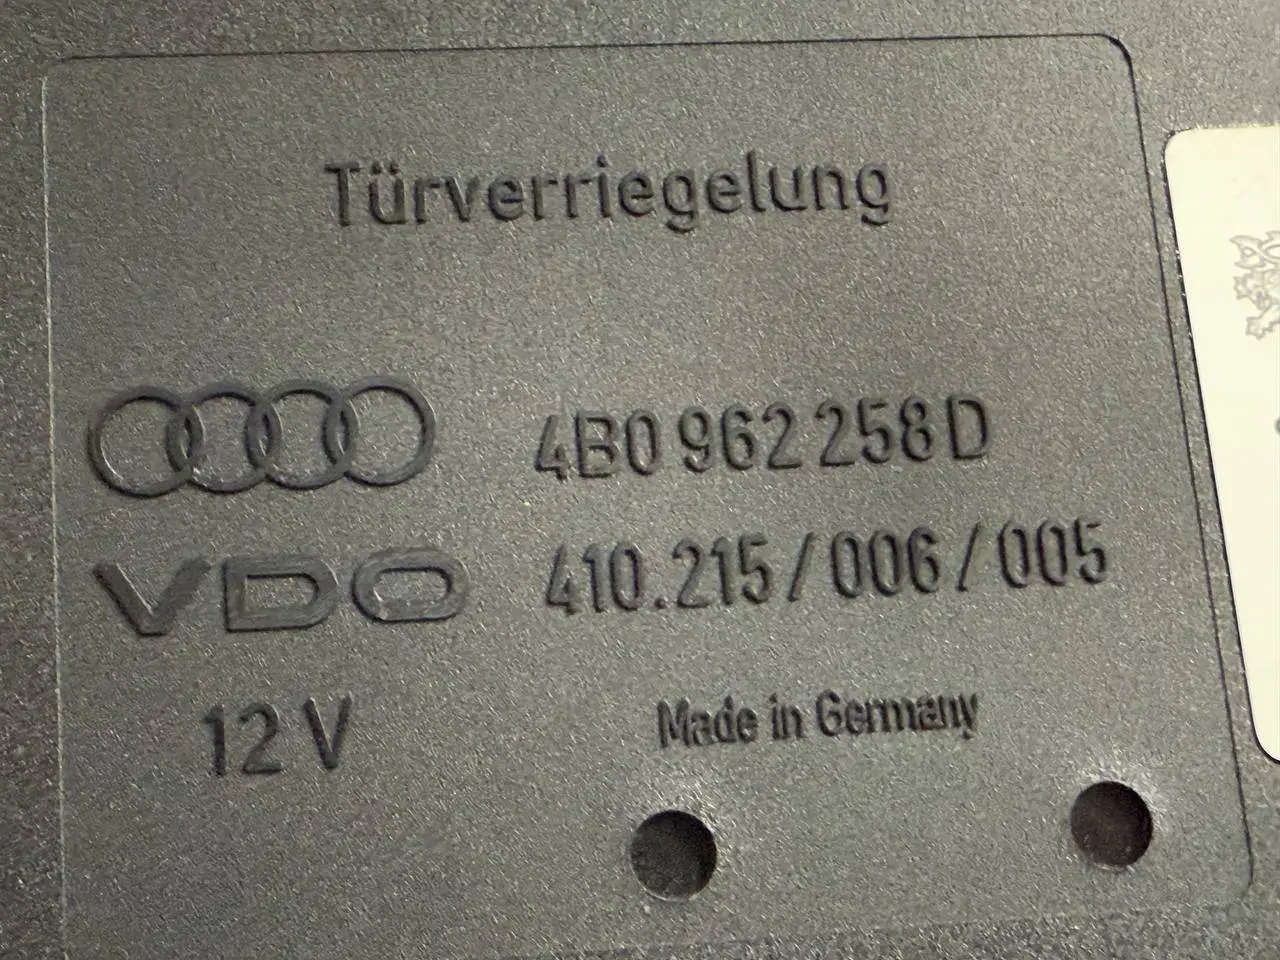 Türverriegelung
4B0 962 258 D
VDO 410.215/006/005
12 V Made in Germany